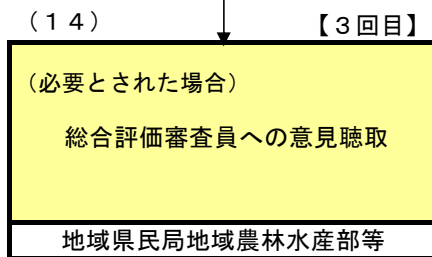 （１４）　【３回目】
（必要とされた場合）
総合評価審査員への意見聴取
地域県民局地域農林水産部等